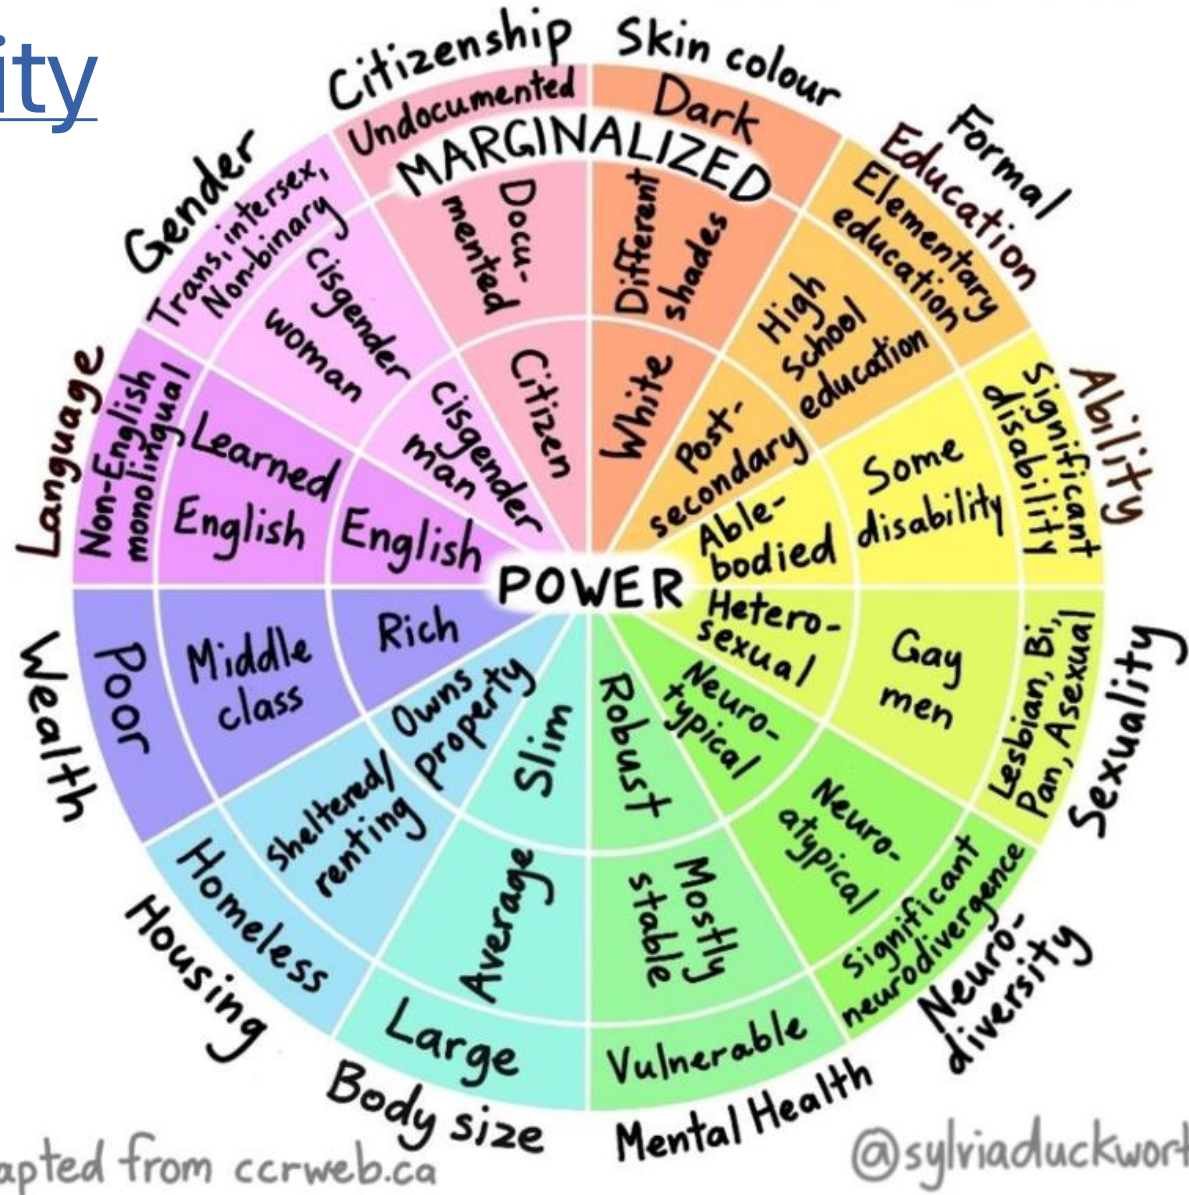 ity
Citizenship
Undocumented
Docu-
mented
Citizen
Skin colour
Dark
Different
shades
White
Formal
Education
Elementary
education
High
school
education
Post-
secondary
Ability
Significant
disability
Some
disability
Able-
bodied
Sexuality
Lesbian, Bi,
Pan, Asexual
Gay
men
Hetero-
sexual
Neuro-
diversity
Significant
neurodivergence
Neuro-
atypical
Neuro-
typical
Mental Health
Vulnerable
Mostly
stable
Robust
Body size
Large
Average
Slim
Housing
Homeless
Sheltered/
renting
Owns
property
Wealth
Poor
Middle
class
Rich
Language
Non-English
monolingual
Learned
English
English
Gender
Trans, intersex,
Non-binary
Cisgender
woman
Cisgender
man
MARGINALIZED
POWER
apted from ccrweb.ca
@sylviaduckwort